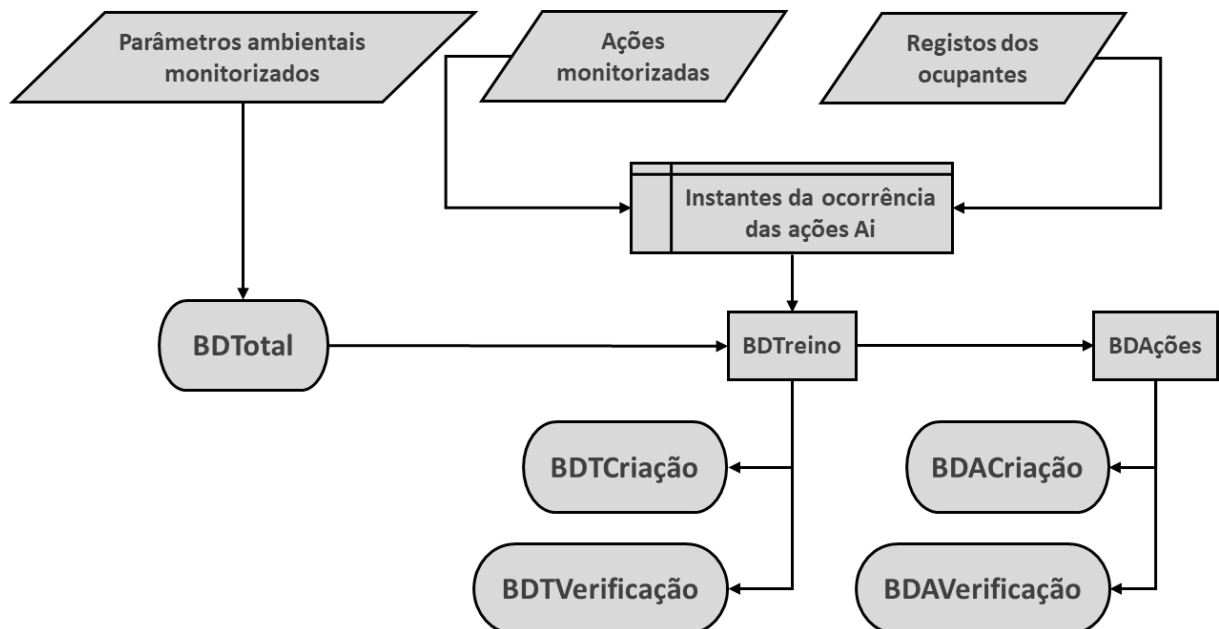 Parâmetros ambientais
monitorizados
Ações
monitorizadas
Registos dos
ocupantes
Instantes da ocorrência
das ações Ai
BDTotal
BDTreino
BDAções
BDTCriação
BDACriação
BDTVerificação
BDAVerificação